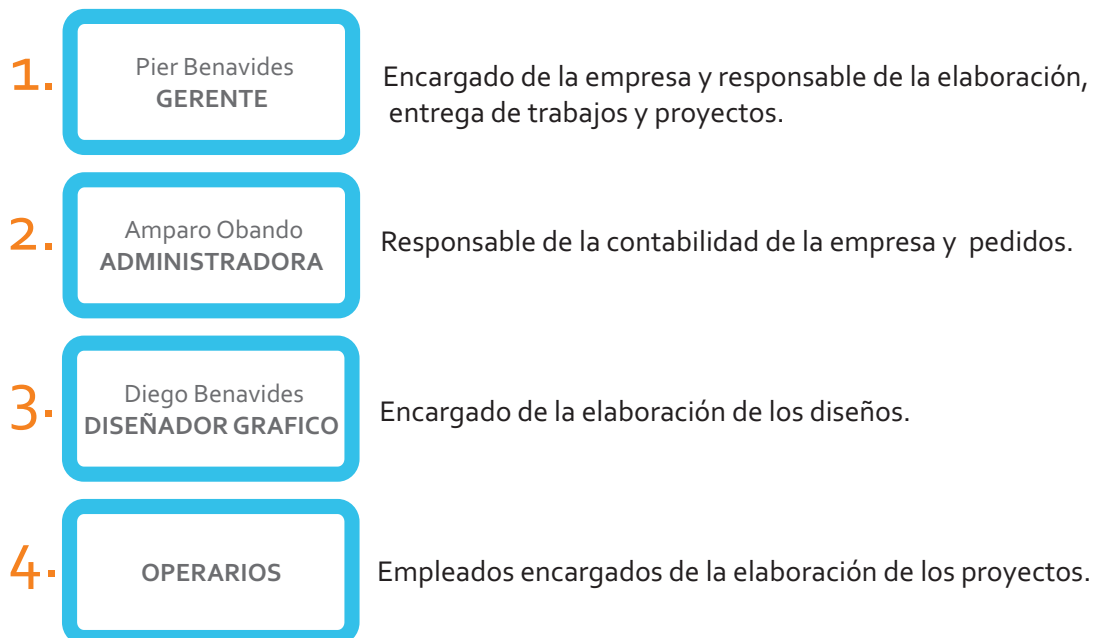 1.
Pier Benavides
GERENTE
Encargado de la empresa y responsable de la elaboración,
entrega de trabajos y proyectos.
2.
Amparo Obando
ADMINISTRADORA
Responsable de la contabilidad de la empresa y  pedidos.
3.
Diego Benavides
DISEÑADOR GRAFICO
Encargado de la elaboración de los diseños.
4.
OPERARIOS
Empleados encargados de la elaboración de los proyectos.